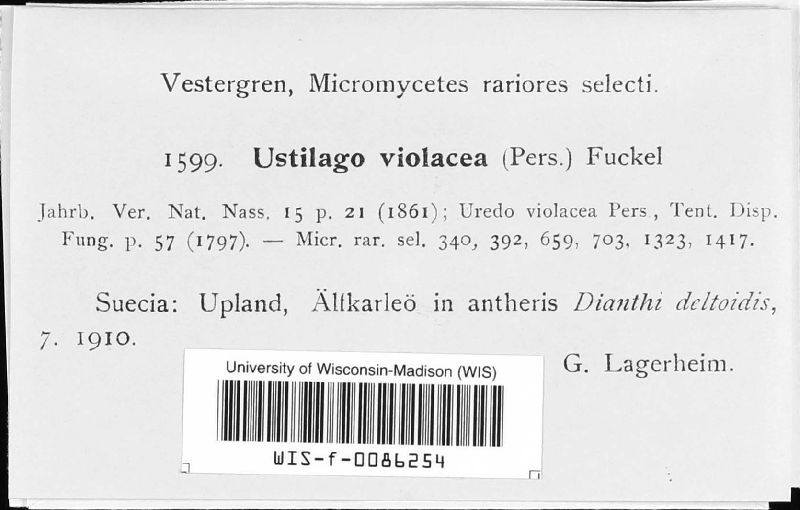 Vestergren, Micromycetes rariores selecti.
1599. Ustilago violacea (Pers.) Fuckel
Jahrb. Ver. Nat. Nass. 15 p. 21 (1861); Uredo violacea Pers., Tent. Disp.
Fung. p. 57 (1797). — Micr. rar. sel. 340, 392, 659, 703, 1323, 1417.
Suecia: Upland, Älfkarleö in antheris Dianthi deltoidis,
7. 1910.
G. Lagerheim.
University of Wisconsin-Madison (WIS)
WIS-f-0086254